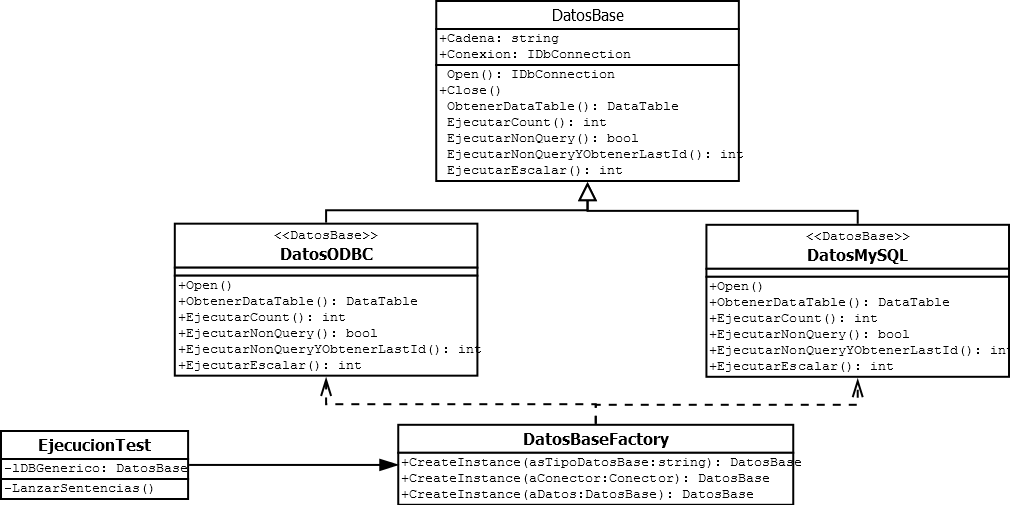 DatosBase
+Cadena: string
+Conexion: IDbConnection
Open(): IDbConnection
+Close()
ObtenerDataTable(): DataTable
EjecutarCount(): int
EjecutarNonQuery(): bool
EjecutarNonQueryYObtenerLastId(): int
EjecutarEscalar(): int
<<DatosBase>>
DatosODBC
+Open()
+ObtenerDataTable(): DataTable
+EjecutarCount(): int
+EjecutarNonQuery(): bool
+EjecutarNonQueryYObtenerLastId(): int
+EjecutarEscalar(): int
<<DatosBase>>
DatosMySQL
+Open()
+ObtenerDataTable(): DataTable
+EjecutarCount(): int
+EjecutarNonQuery(): bool
+EjecutarNonQueryYObtenerLastId(): int
+EjecutarEscalar(): int
EjecucionTest
-lDBGenerico: DatosBase
-LanzarSentencias()
DatosBaseFactory
+CreateInstance(asTipoDatosBase:string): DatosBase
+CreateInstance(aConector:Conector): DatosBase
+CreateInstance(aDatos:DatosBase): DatosBase